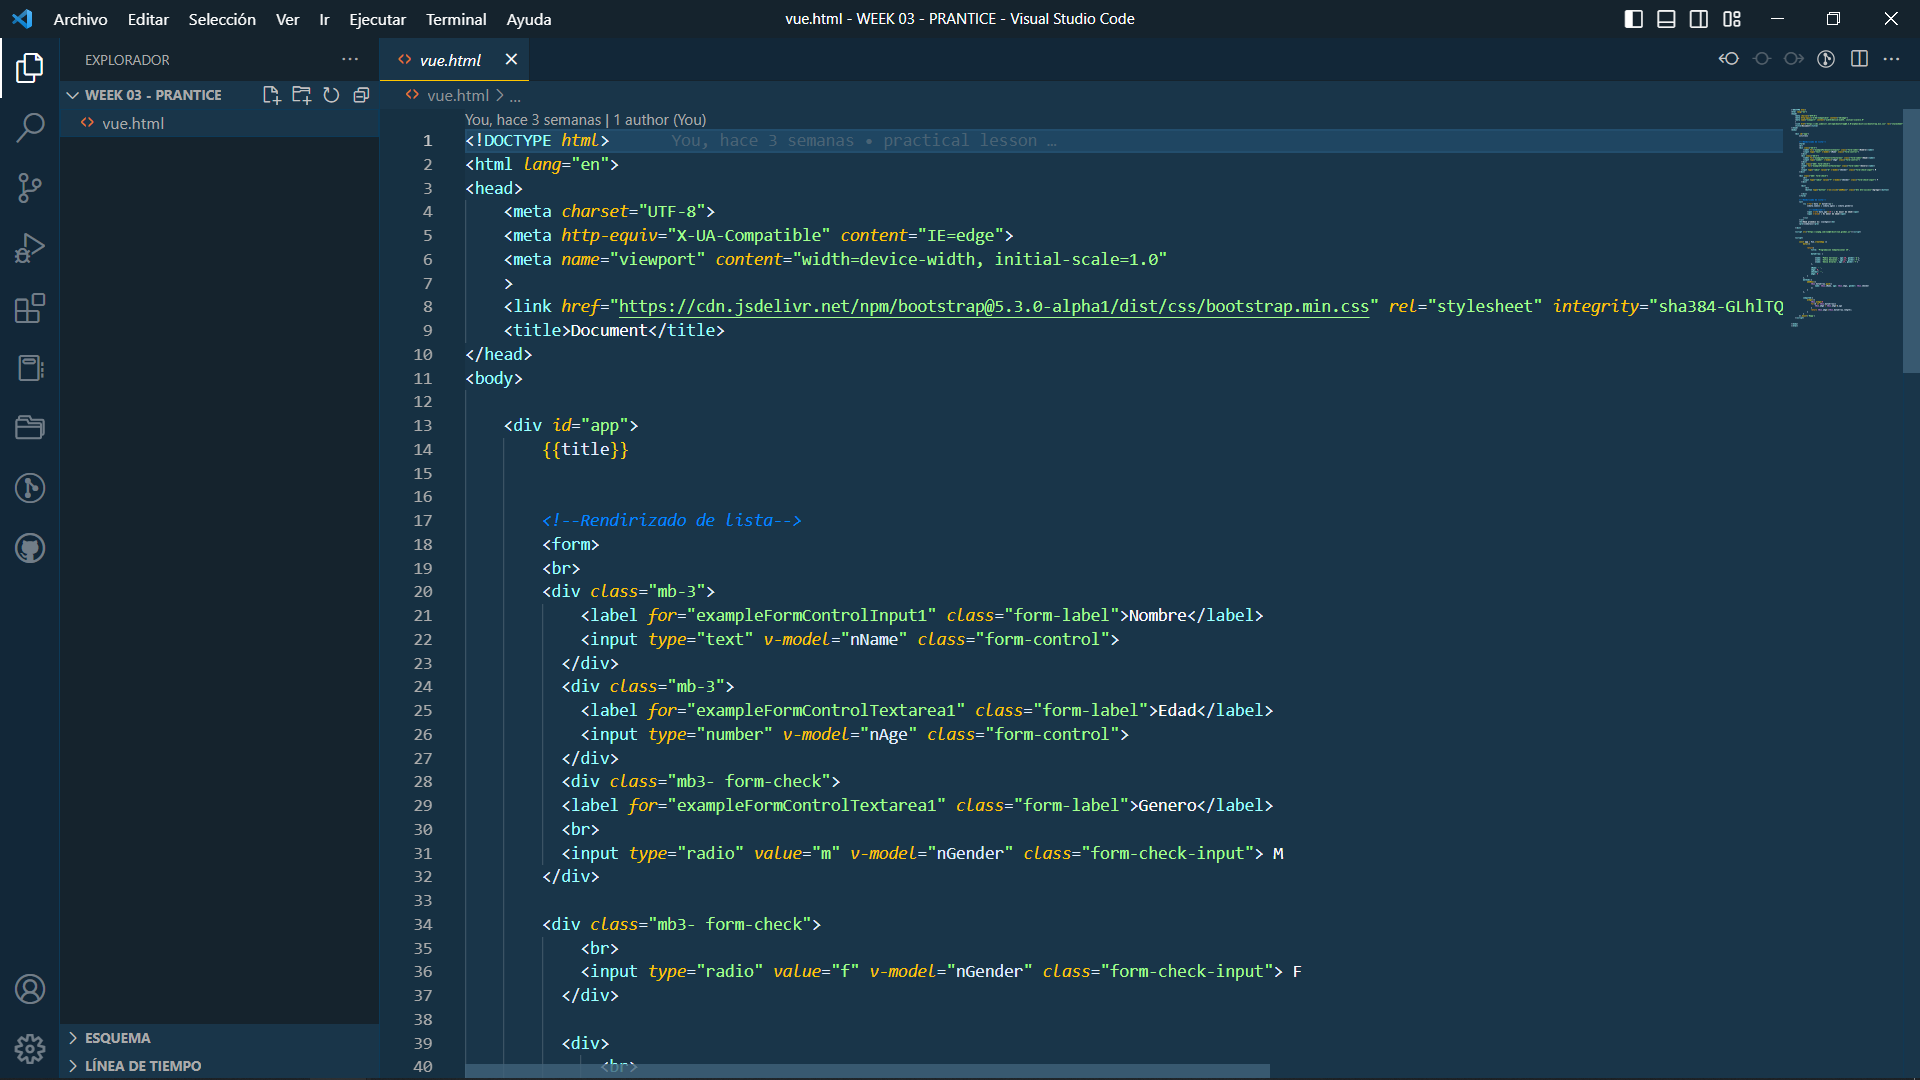 Archivo Editar Selección Ver Ir Ejecutar Terminal Ayuda
vue.html - WEEK 03 - PRANTICE - Visual Studio Code
EXPLORADOR
WEEK 03 - PRANTICE
vue.html
ESQUEMA
LÍNEA DE TIEMPO
vue.html
vue.html > ...
You, hace 3 semanas | 1 author (You)
1 <!DOCTYPE html> You, hace 3 semanas • practical lesson …
2 <html lang="en">
3 <head>
4 <meta charset="UTF-8">
5 <meta http-equiv="X-UA-Compatible" content="IE=edge">
6 <meta name="viewport" content="width=device-width, initial-scale=1.0"
7 >
8 <link href="https://cdn.jsdelivr.net/npm/bootstrap@5.3.0-alpha1/dist/css/bootstrap.min.css" rel="stylesheet" integrity="sha384-GLhlTQ
9 <title>Document</title>
10 </head>
11 <body>
12
13 <div id="app">
14 {{title}}
15
16
17 <!--Rendirizado de lista-->
18 <form>
19 <br>
20 <div class="mb-3">
21 <label for="exampleFormControlInput1" class="form-label">Nombre</label>
22 <input type="text" v-model="nName" class="form-control">
23 </div>
24 <div class="mb-3">
25 <label for="exampleFormControlTextarea1" class="form-label">Edad</label>
26 <input type="number" v-model="nAge" class="form-control">
27 </div>
28 <div class="mb3- form-check">
29 <label for="exampleFormControlTextarea1" class="form-label">Genero</label>
30 <br>
31 <input type="radio" value="m" v-model="nGender" class="form-check-input"> M
32 </div>
33
34 <div class="mb3- form-check">
35 <br>
36 <input type="radio" value="f" v-model="nGender" class="form-check-input"> F
37 </div>
38
39 <div>
40 <br>